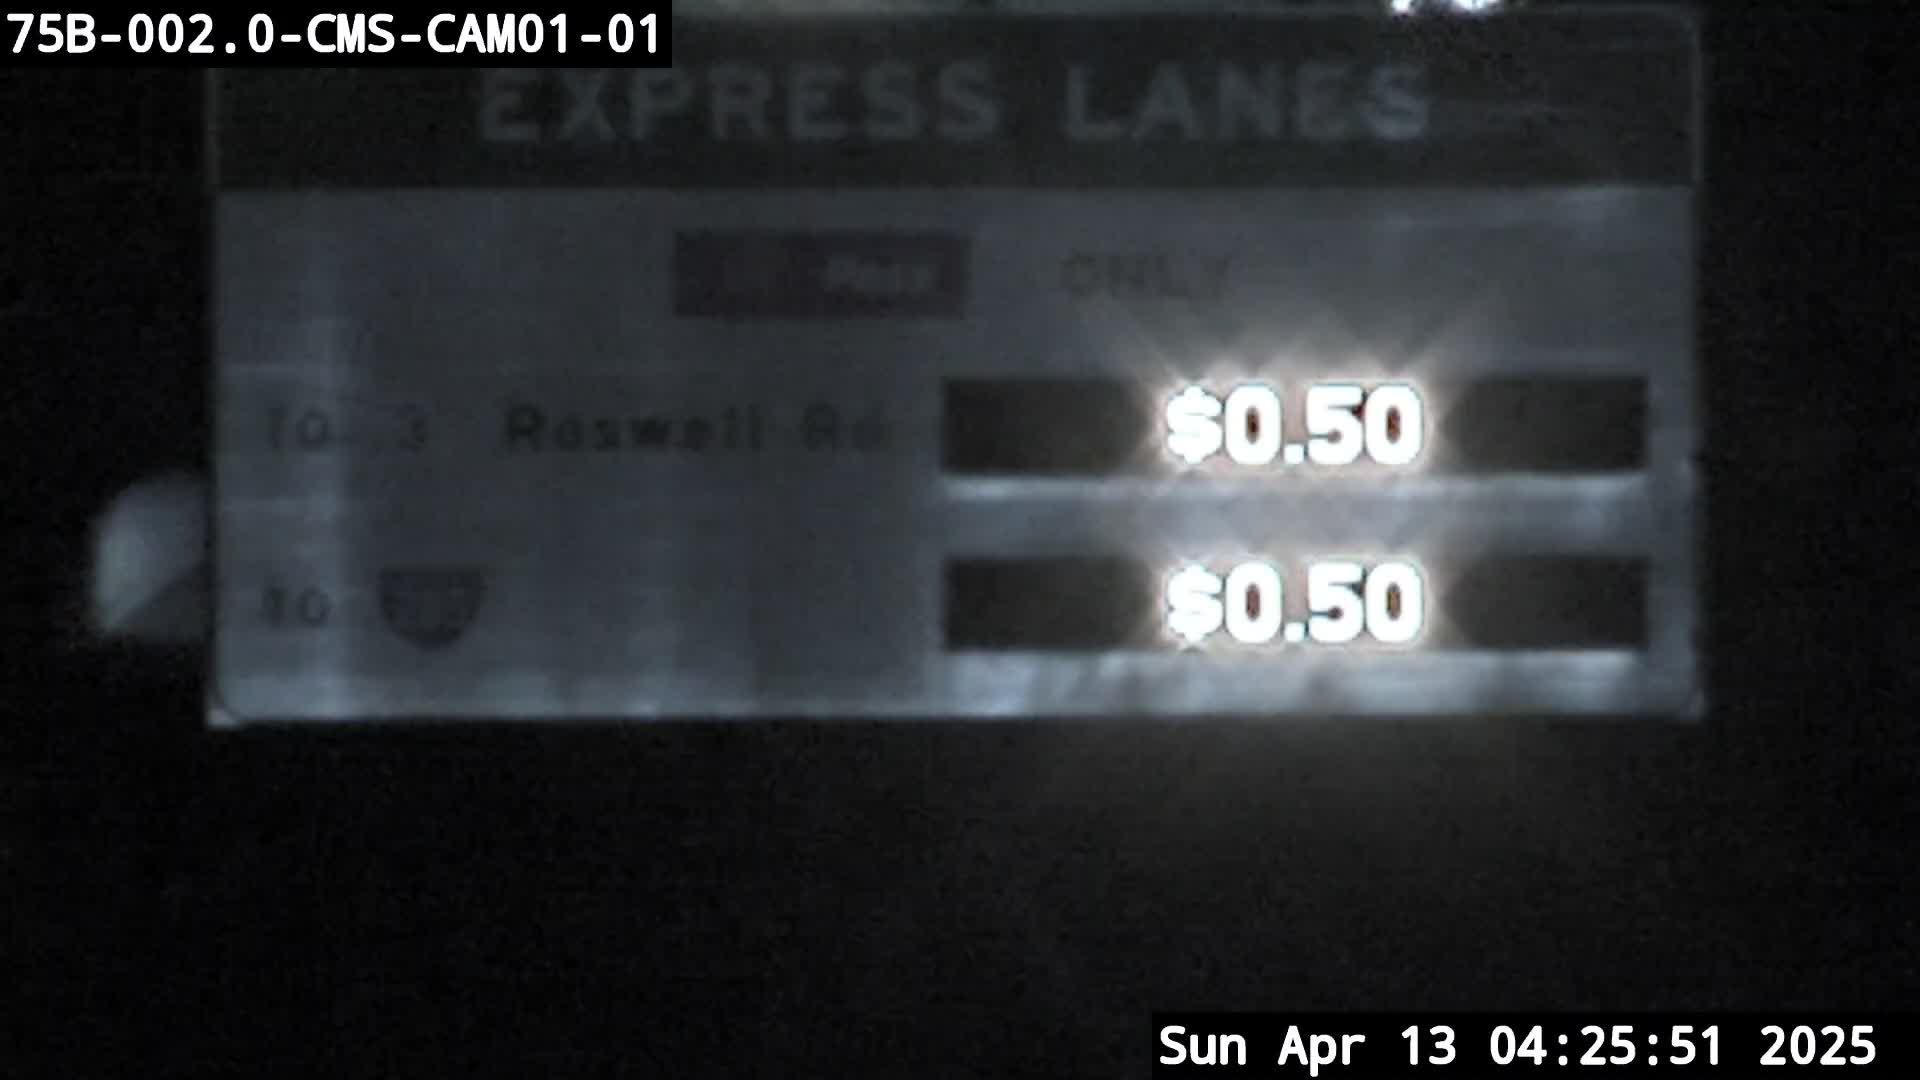 75B-002.0-CMS-CAM01-01
EXPRESS LANES
Pass ONLY
TO 3 Roswell Rd $0.50
TO $0.50
Sun Apr 13 04:25:51 2025